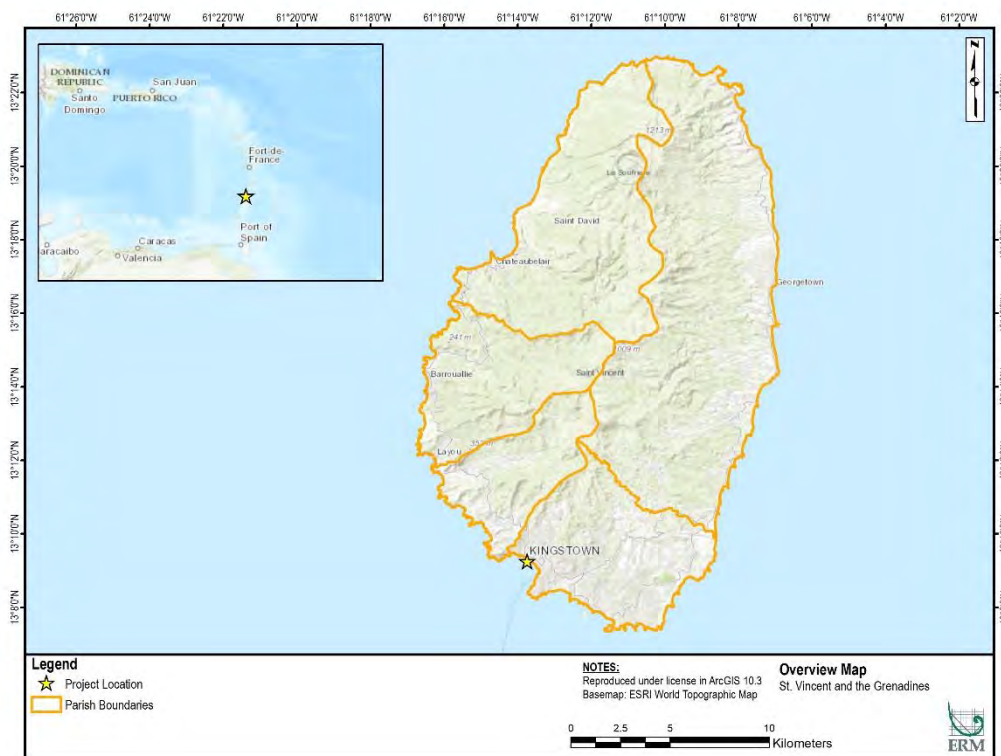 61°26'0"W 61°24'0"W 61°22'0"W 61°20'0"W 61°18'0"W 61°16'0"W 61°14'0"W 61°12'0"W 61°10'0"W 61°8'0"W 61°6'0"W 61°4'0"W 61°2'0"W
13°22'0"N
13°20'0"N
13°18'0"N
13°16'0"N
13°14'0"N
13°12'0"N
13°10'0"N
13°8'0"N
DOMINICAN
REPUBLIC
San Juan
Santo
Domingo
PUERTO RICO
Fort-de-
France
Port of
Spain
Caracas
aracaibo
Valencia
N
1213 m
La Soufriere
Saint David
Chateaubelair
Georgetown
241 m
009 m
Barrouallie
Saint Vincent
Layou
KINGSTOWN
Legend
Project Location
Parish Boundaries
NOTES:
Reproduced under license in ArcGIS 10.3
Basemap: ESRI World Topographic Map
Overview Map
St. Vincent and the Grenadines
0 2.5 5 10
Kilometers
ERM